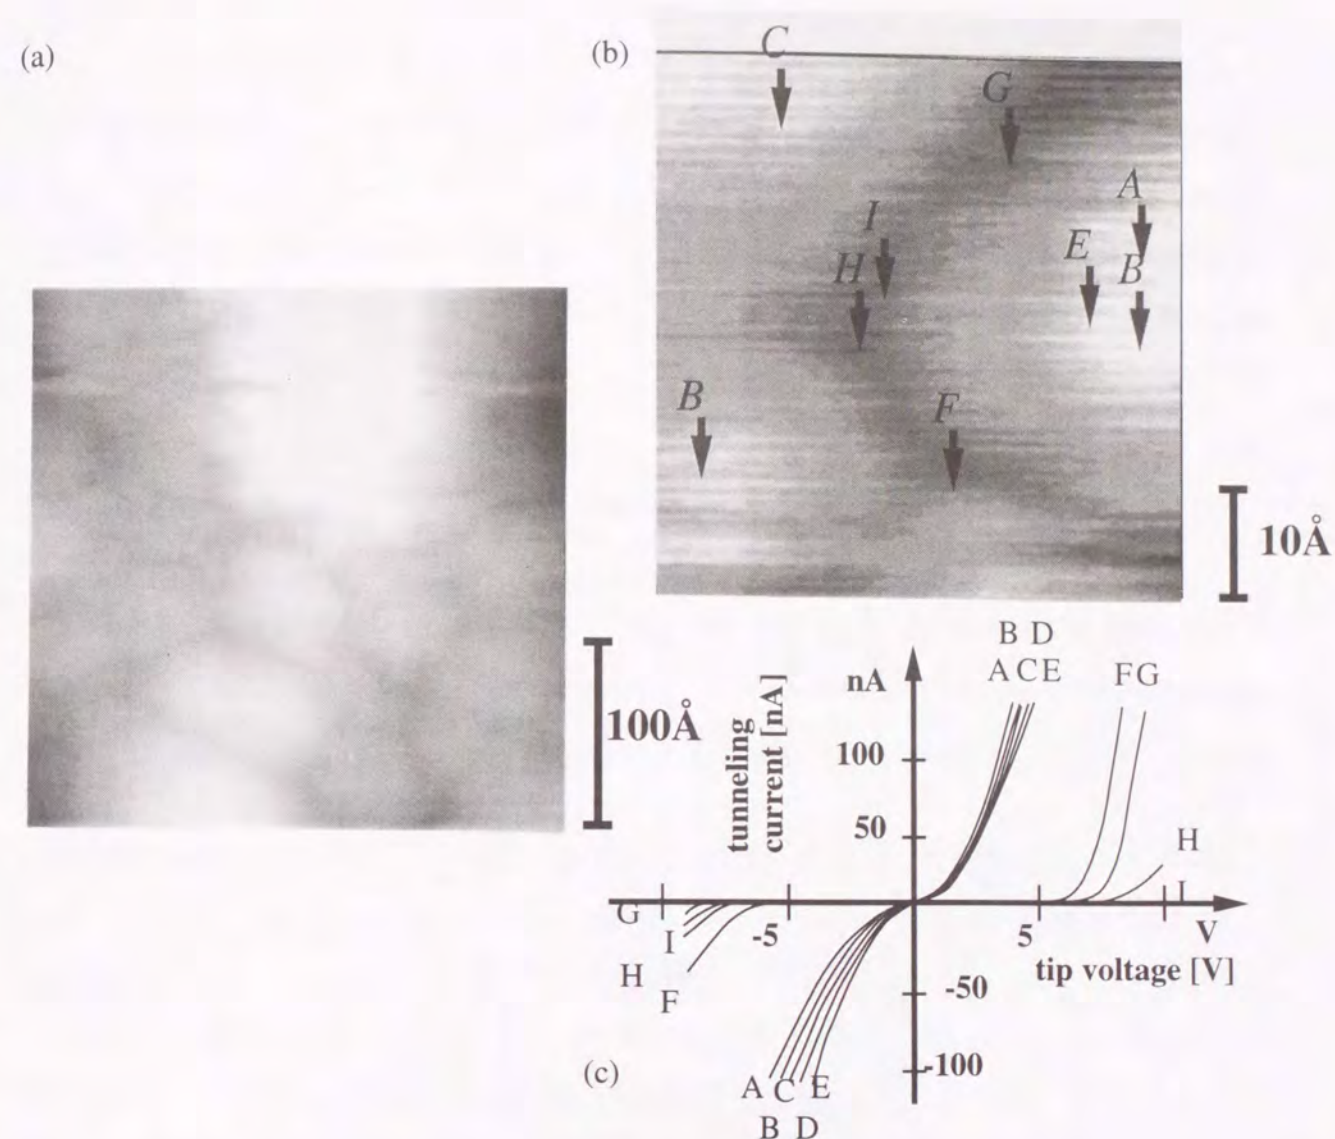 (a)
100Å
(b)
C
G
A
I
E
H
B
B
F
10Å
B D
A C E
F G
nA
tunneling
current [nA]
100
50
H
I
G
-5
5
V
I
tip voltage [V]
H
F
-50
-100
(c)
A C E
B D